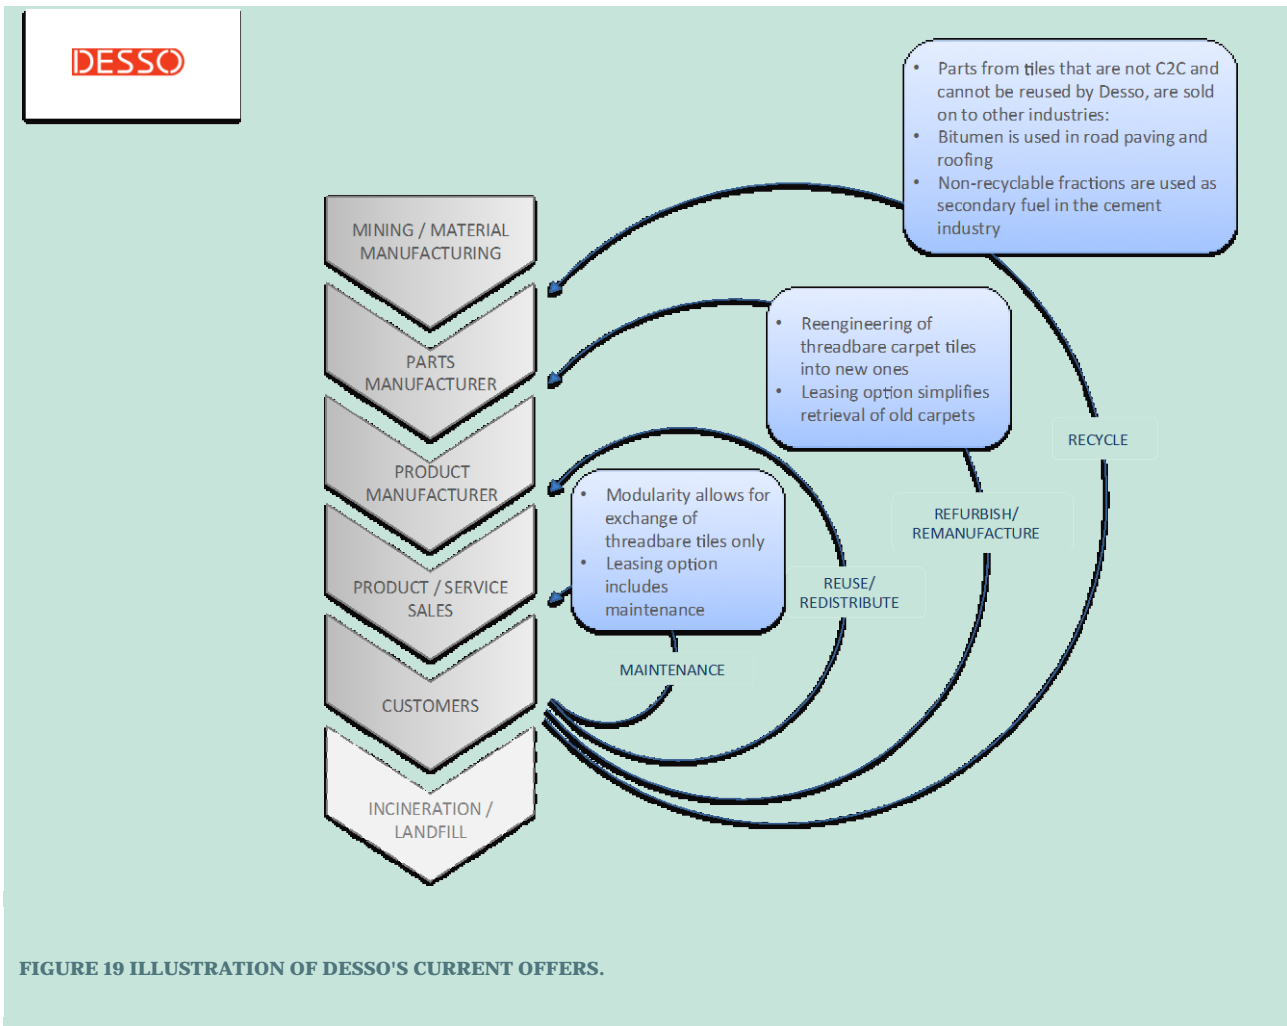 DESSO
• Parts from tiles that are not C2C and
cannot be reused by Desso, are sold
on to other industries:
• Bitumen is used in road paving and
roofing
• Non-recyclable fractions are used as
secondary fuel in the cement
industry
MINING / MATERIAL
MANUFACTURING
• Reengineering of
threadbare carpet tiles
into new ones
• Leasing option simplifies
retrieval of old carpets
PARTS
MANUFACTURER
RECYCLE
PRODUCT
MANUFACTURER
• Modularity allows for
exchange of
threadbare tiles only
• Leasing option
includes
maintenance
REFURBISH/
REMANUFACTURE
PRODUCT / SERVICE
SALES
REUSE/
REDISTRIBUTE
MAINTENANCE
CUSTOMERS
INCINERATION /
LANDFILL
FIGURE 19 ILLUSTRATION OF DESSO'S CURRENT OFFERS.